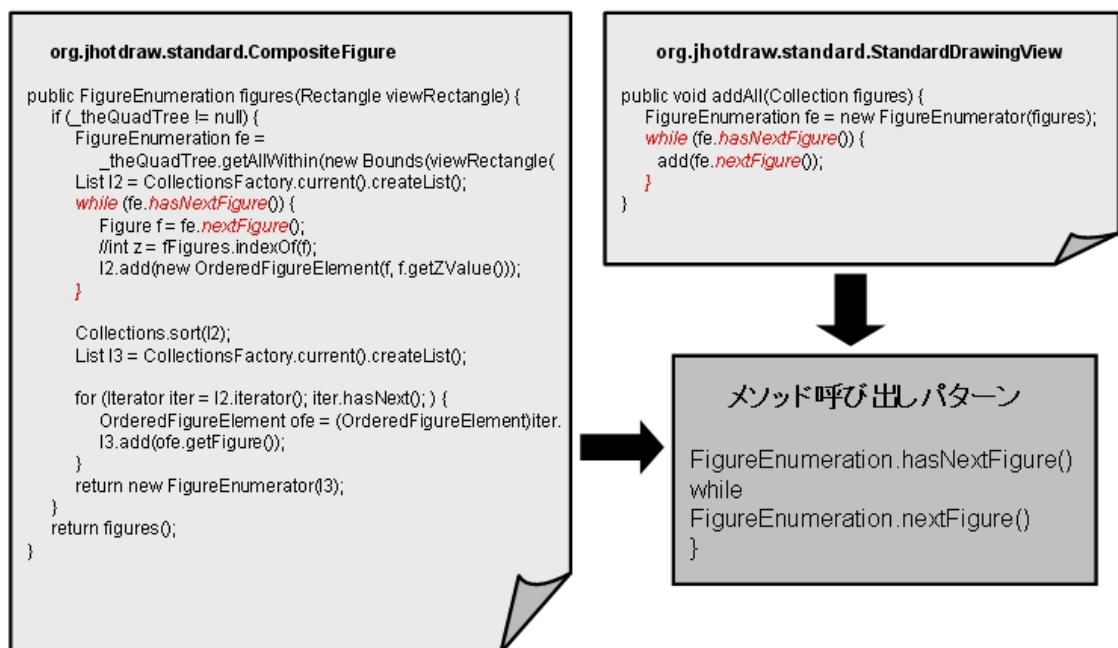 org.jhotdraw.standard.CompositeFigure
public FigureEnumeration figures(Rectangle viewRectangle) {
if (_theQuadTree != null) {
FigureEnumeration fe =
_theQuadTree.getAllWithin(new Bounds(viewRectangle(
List l2 = CollectionsFactory.current().createList();
while (fe.hasNextFigure()) {
Figure f = fe.nextFigure();
//int z = fFigures.indexOf(f);
l2.add(new OrderedFigureElement(f, f.getZValue()));
}
Collections.sort(l2);
List l3 = CollectionsFactory.current().createList();
for (Iterator iter = l2.iterator(); iter.hasNext(); ) {
OrderedFigureElement ofe = (OrderedFigureElement)iter.
l3.add(ofe.getFigure());
}
return new FigureEnumerator(l3);
}
return figures();
}
org.jhotdraw.standard.StandardDrawingView
public void addAll(Collection figures) {
FigureEnumeration fe = new FigureEnumerator(figures);
while (fe.hasNextFigure()) {
add(fe.nextFigure());
}
}
メソッド呼び出しパターン
FigureEnumeration.hasNextFigure()
while
FigureEnumeration.nextFigure()
}